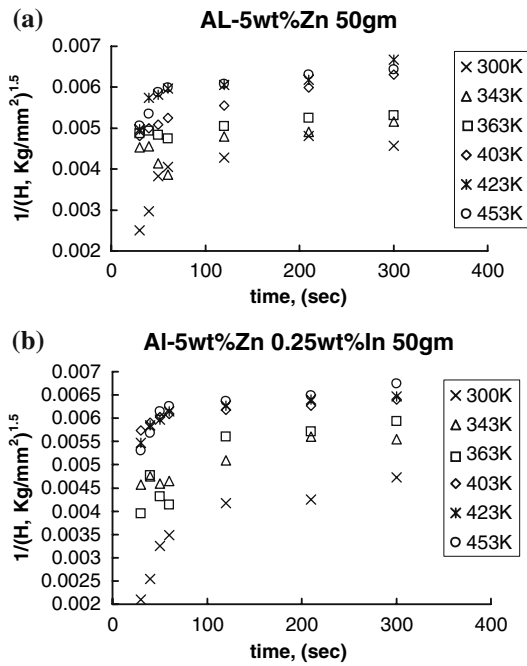 (a) AL-5wt%Zn 50gm
1/(H, Kg/mm²)^1.5
0.007
0.006
0.005
0.004
0.003
0.002
0 100 200 300 400
time, (sec)
300K
343K
363K
403K
423K
453K
(b) Al-5wt%Zn 0.25wt%In 50gm
1/(H, Kg/mm²)^1.5
0.007
0.0065
0.006
0.0055
0.005
0.0045
0.004
0.0035
0.003
0.0025
0.002
0 100 200 300 400
time, (sec)
300K
343K
363K
403K
423K
453K